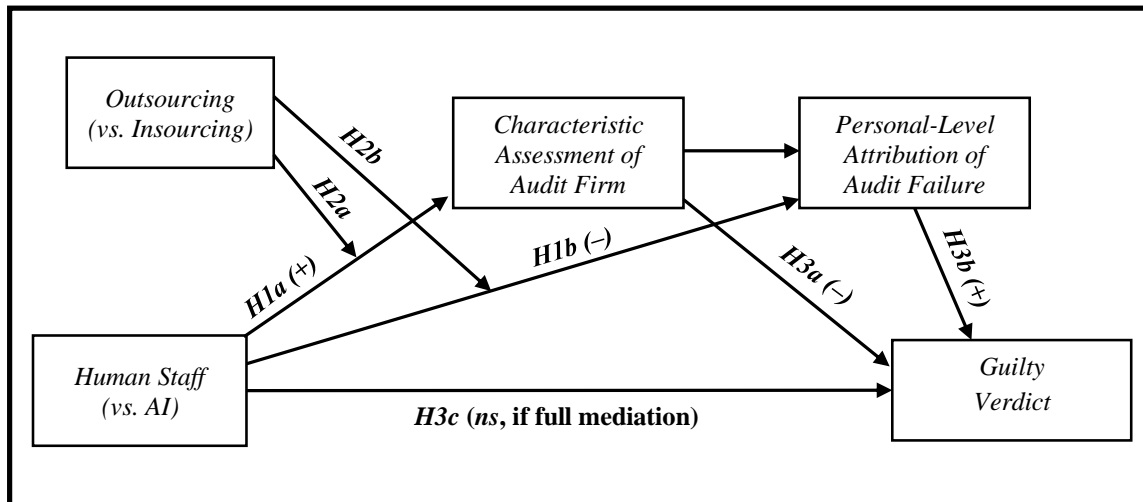 Outsourcing
(vs. Insourcing)
Characteristic
Assessment of
Audit Firm
Personal-Level
Attribution of
Audit Failure
H2b
H2a
H1a (+)
H1b (–)
H3a (–)
H3b (+)
Human Staff
(vs. AI)
H3c (ns, if full mediation)
Guilty
Verdict